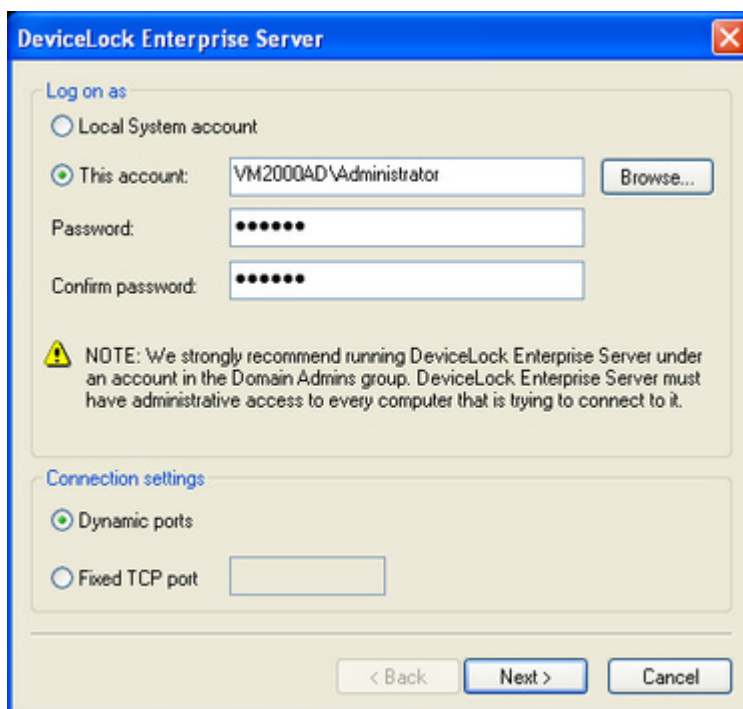 DeviceLock Enterprise Server
Log on as
Local System account
This account: VM2000AD\Administrator Browse...
Password: ●●●●●●
Confirm password: ●●●●●●
NOTE: We strongly recommend running DeviceLock Enterprise Server under
an account in the Domain Admins group. DeviceLock Enterprise Server must
have administrative access to every computer that is trying to connect to it.
Connection settings
Dynamic ports
Fixed TCP port
< Back Next > Cancel